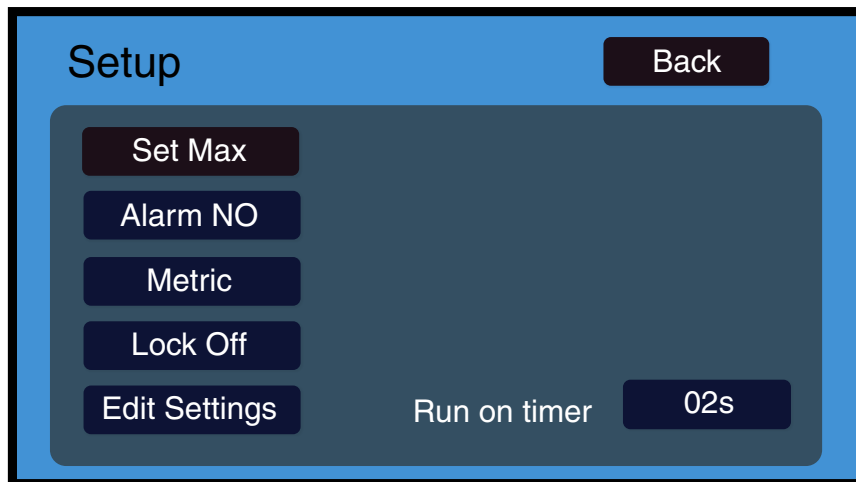 Setup
Back
Set Max
Alarm NO
Metric
Lock Off
Edit Settings
Run on timer
02s